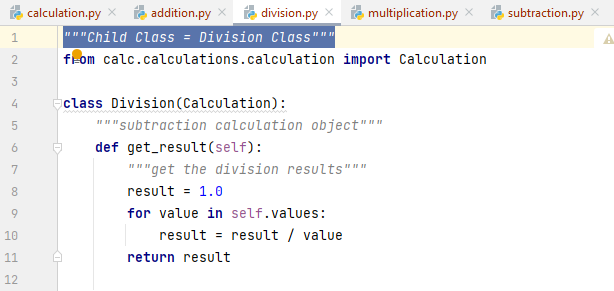 calculation.py addition.py division.py multiplication.py subtraction.py
1 """Child Class = Division Class"""
2 from calc.calculations.calculation import Calculation
3
4 class Division(Calculation):
5 """subtraction calculation object"""
6 def get_result(self):
7 """get the division results"""
8 result = 1.0
9 for value in self.values:
10 result = result / value
11 return result
12